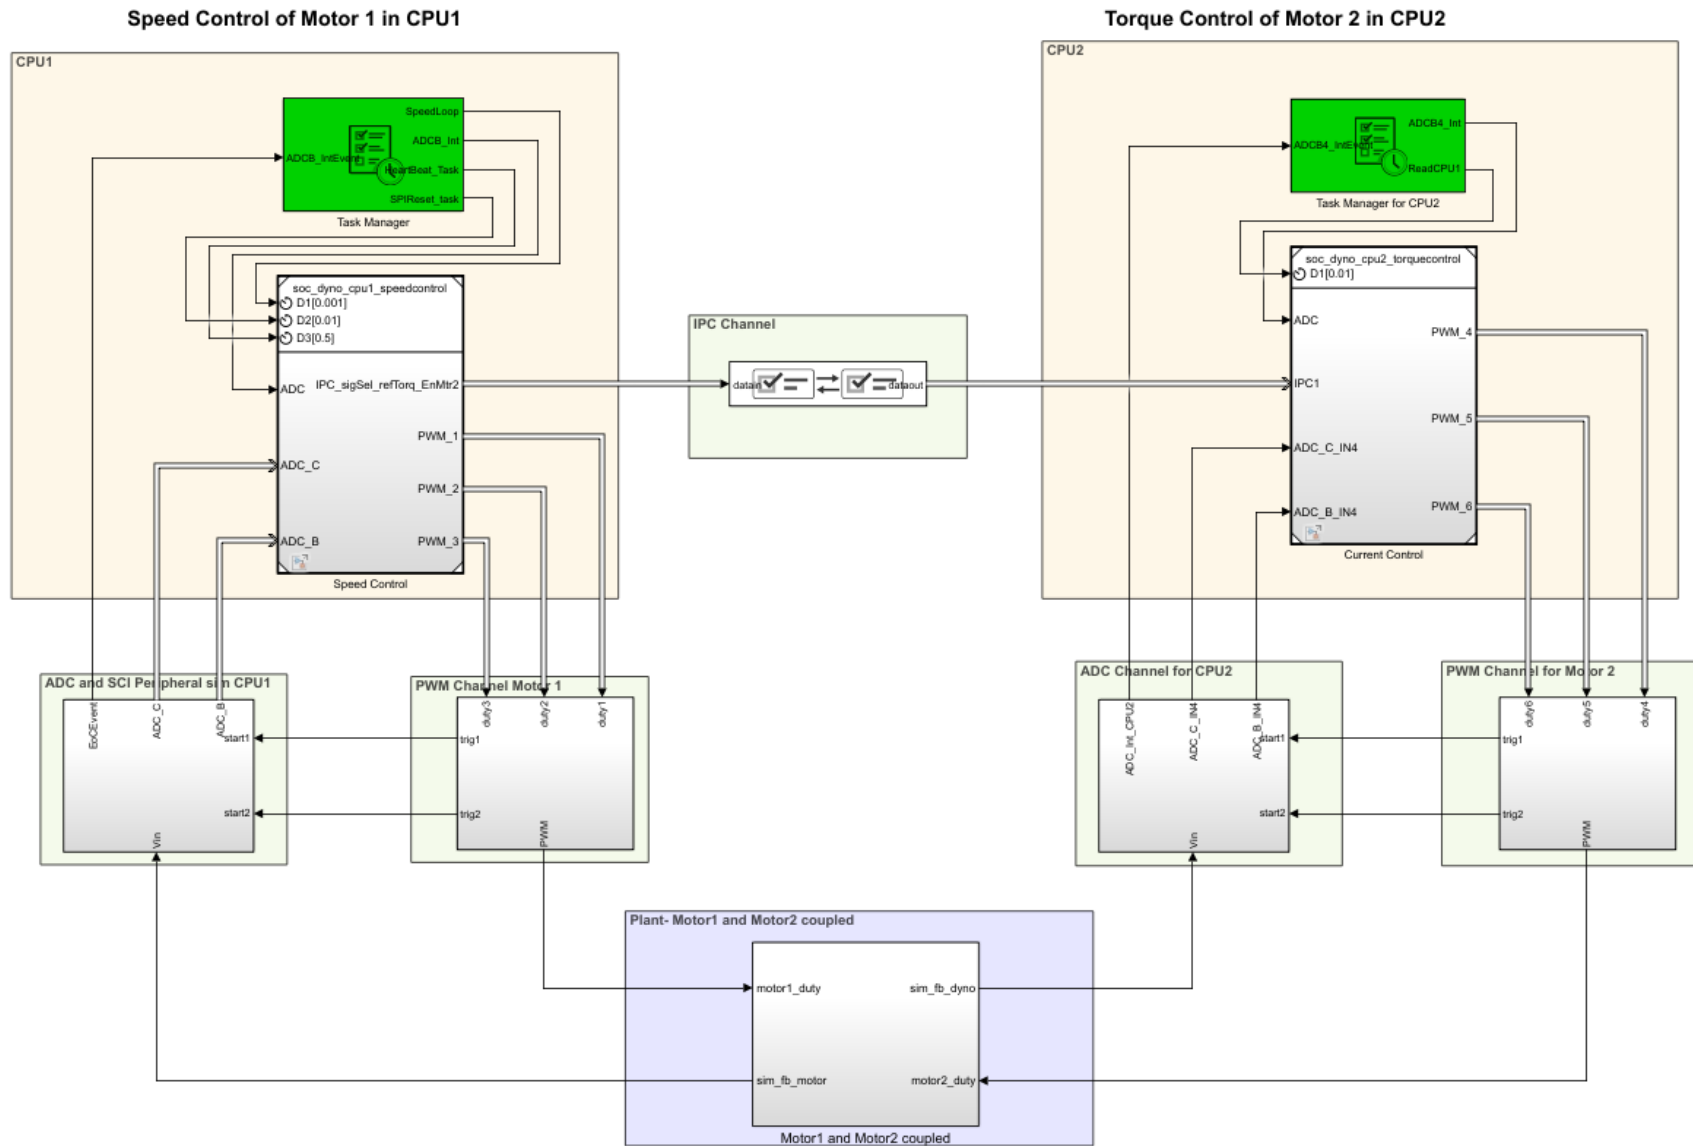 Speed Control of Motor 1 in CPU1
Torque Control of Motor 2 in CPU2
CPU1
SpeedLoop
ADCB_Int
ADCB_IntEvent
HeartBeat_Task
SPIReset_task
Task Manager
soc_dyno_cpu1_speedcontrol
D1[0.001]
D2[0.01]
D3[0.5]
ADC
IPC_sigSel_refTorq_EnMtr2
PWM_1
ADC_C
PWM_2
ADC_B
PWM_3
Speed Control
IPC Channel
datain
dataout
CPU2
ADCB4_Int
ADCB4_IntEvent
ReadCPU1
Task Manager for CPU2
soc_dyno_cpu2_torquecontrol
D1[0.01]
ADC
PWM_4
IPC1
PWM_5
ADC_C_IN4
PWM_6
ADC_B_IN4
Current Control
ADC and SCI Peripheral sim CPU1
EoCEvent
ADC_C
ADC_B
start1
start2
Vin
PWM Channel Motor 1
duty3
duty2
duty1
trig1
trig2
PWM
ADC Channel for CPU2
ADC_Int_CPU2
ADC_C_IN4
ADC_B_IN4
start1
start2
Vin
PWM Channel for Motor 2
duty6
duty5
duty4
trig1
trig2
PWM
Plant- Motor1 and Motor2 coupled
motor1_duty
sim_fb_dyno
sim_fb_motor
motor2_duty
Motor1 and Motor2 coupled